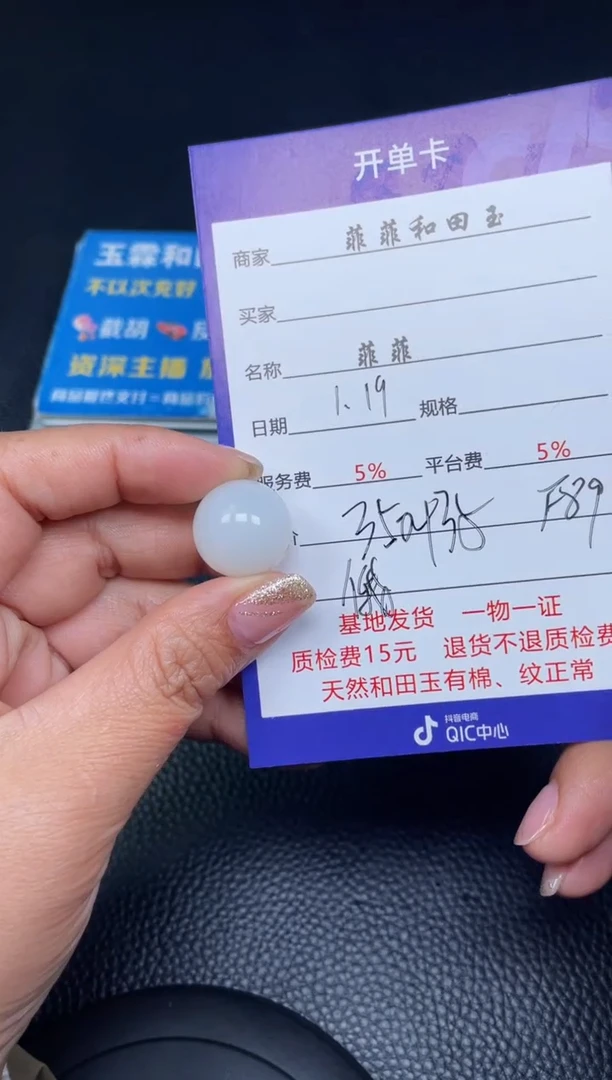 开单卡
商家 菲菲和田玉
买家
名称 菲菲
日期 1.19 规格
服务费 5% 平台费 5%
F89
俄
基地发货 一物一证
质检费15元 退货不退质检费
天然和田玉有棉、纹正常
抖音电商
QIC中心
玉霖和
不以次充好
截胡
资深主播